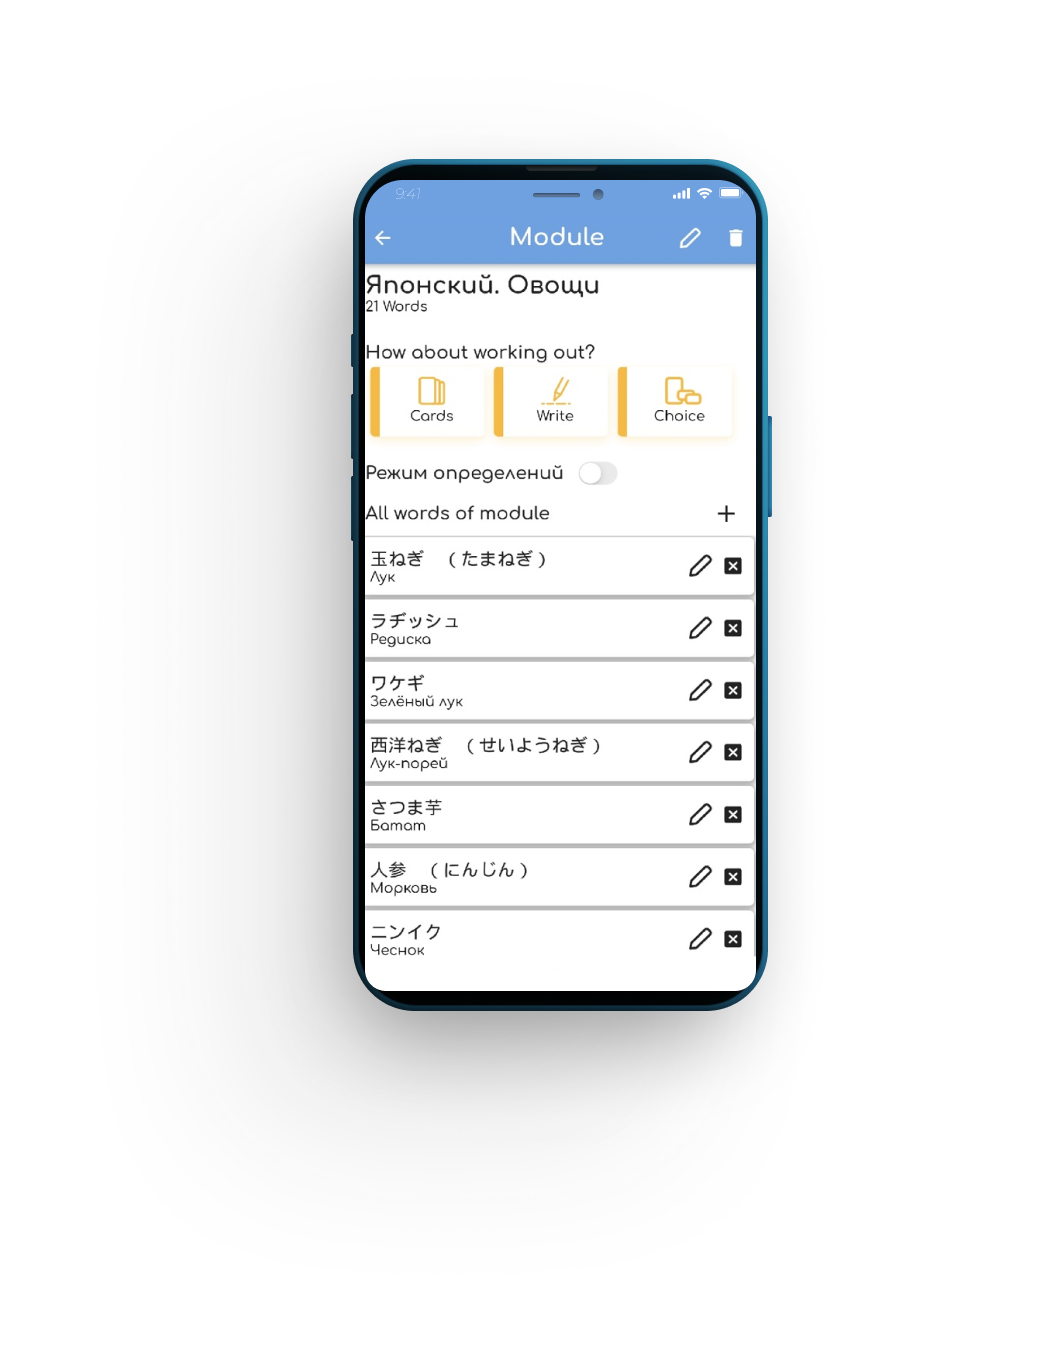 9:41
Module
Японский. Овощи
21 Words
How about working out?
Cards Write Choice
Режим определений
All words of module
玉ねぎ （たまねぎ）
Лук
ラヂッシュ
Редиска
ワケギ
Зелёный лук
西洋ねぎ （せいようねぎ）
Лук-порей
さつま芋
Батат
人参 （にんじん）
Морковь
ニンイク
Чеснок